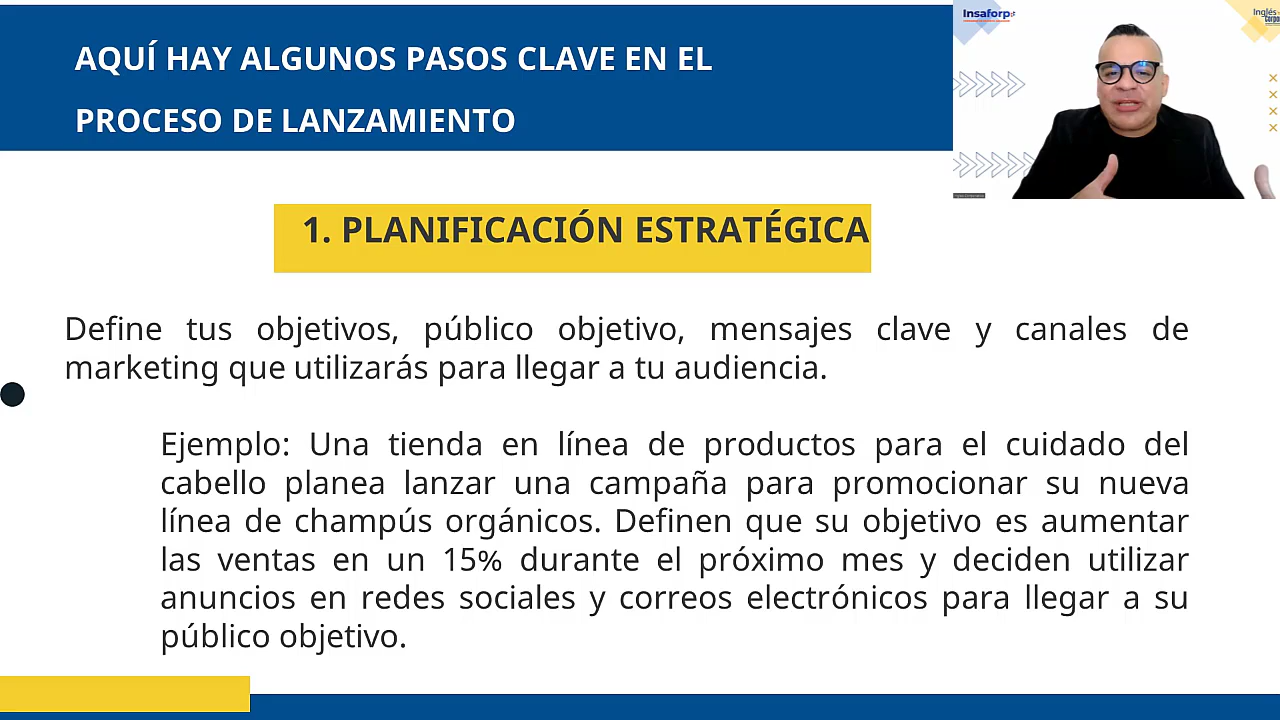 AQUÍ HAY ALGUNOS PASOS CLAVE EN EL
PROCESO DE LANZAMIENTO
Insaforp
Inglés
Corpo
1. PLANIFICACIÓN ESTRATÉGICA
Define tus objetivos, público objetivo, mensajes clave y canales de
marketing que utilizarás para llegar a tu audiencia.
Ejemplo: Una tienda en línea de productos para el cuidado del
cabello planea lanzar una campaña para promocionar su nueva
línea de champús orgánicos. Definen que su objetivo es aumentar
las ventas en un 15% durante el próximo mes y deciden utilizar
anuncios en redes sociales y correos electrónicos para llegar a su
público objetivo.